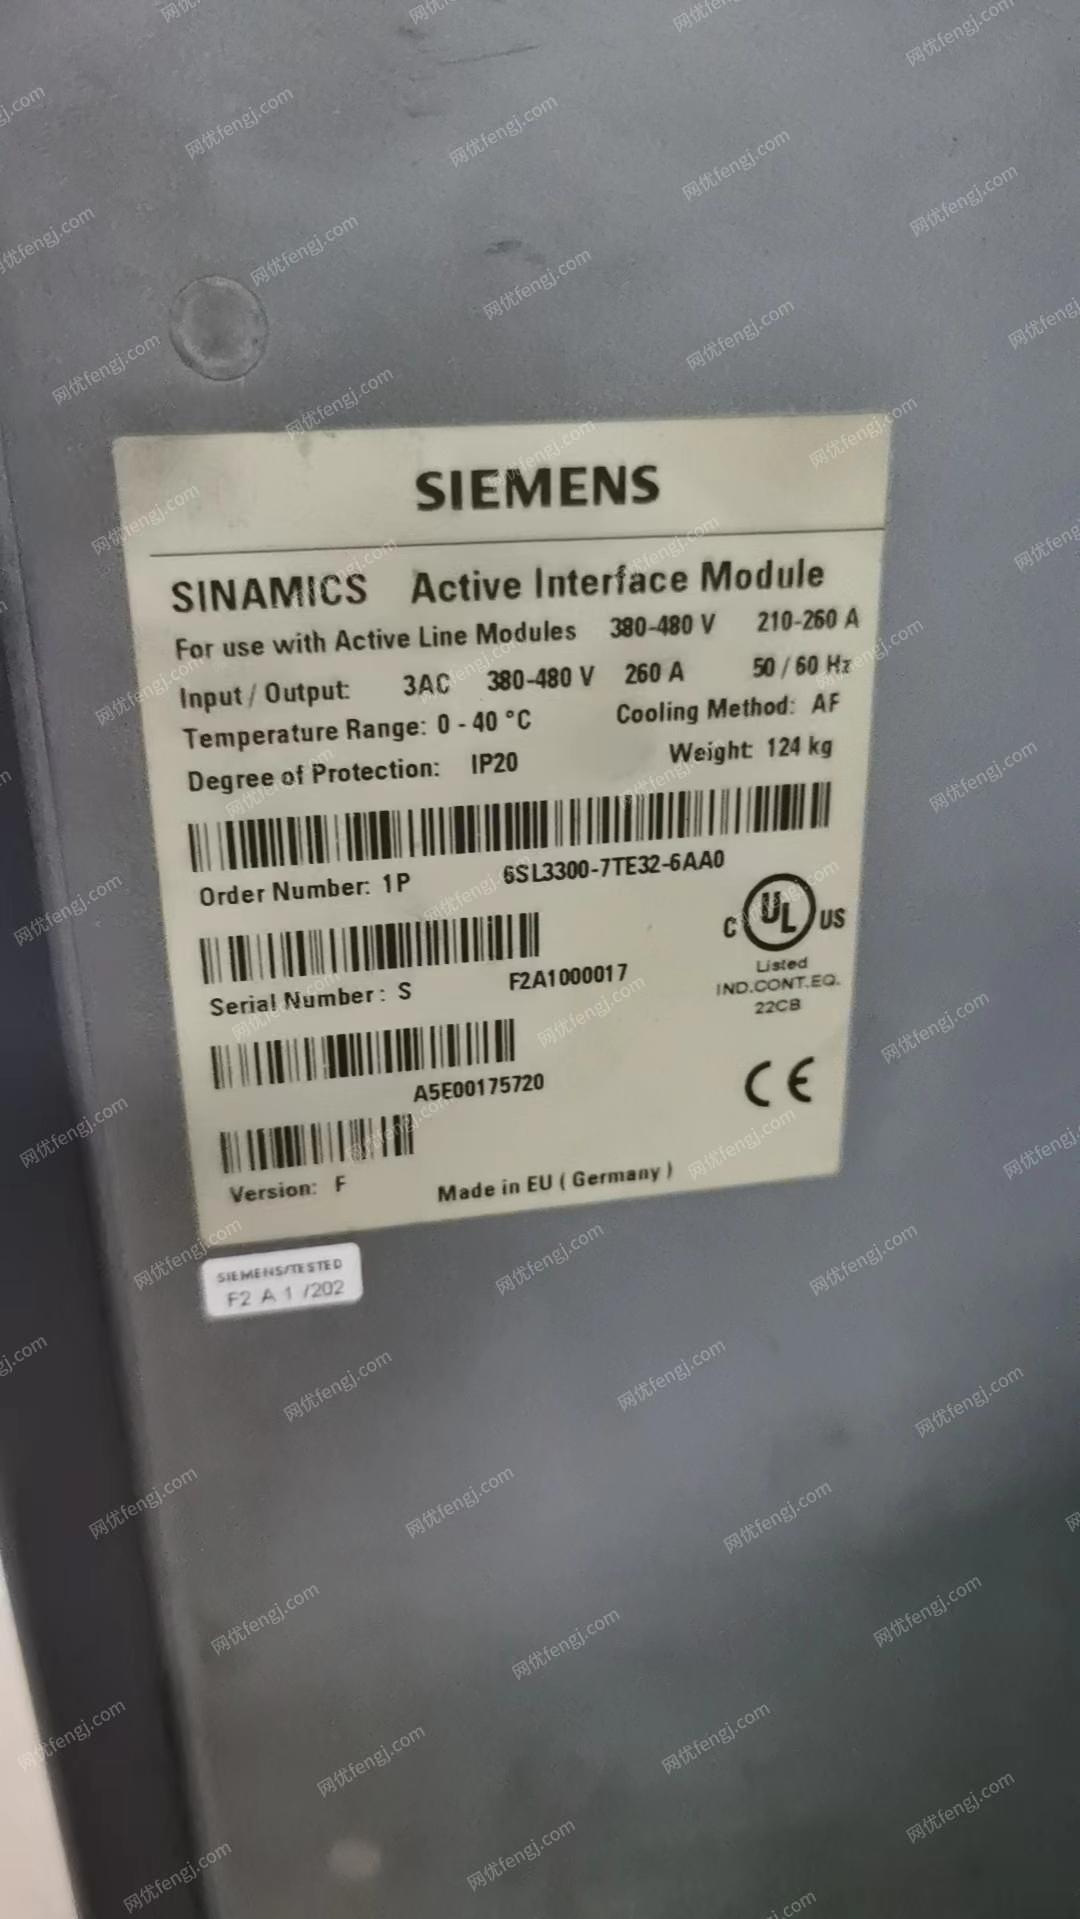 SIEMENS
SINAMICS Active Interface Module
For use with Active Line Modules 380-480 V 210-260 A
Input / Output: 3AC 380-480 V 260 A 50 / 60 Hz
Temperature Range: 0 - 40 °C Cooling Method: AF
Degree of Protection: IP20 Weight: 124 kg
Order Number: 1P 6SL3300-7TE32-6AA0
C UL US
Listed
IND.CONT.EQ.
22CB
Serial Number: S F2A1000017
A5E00175720
CE
Version: F Made in EU ( Germany )
SIEMENS/TESTED
F2 A 1 /202
网优fengj.com